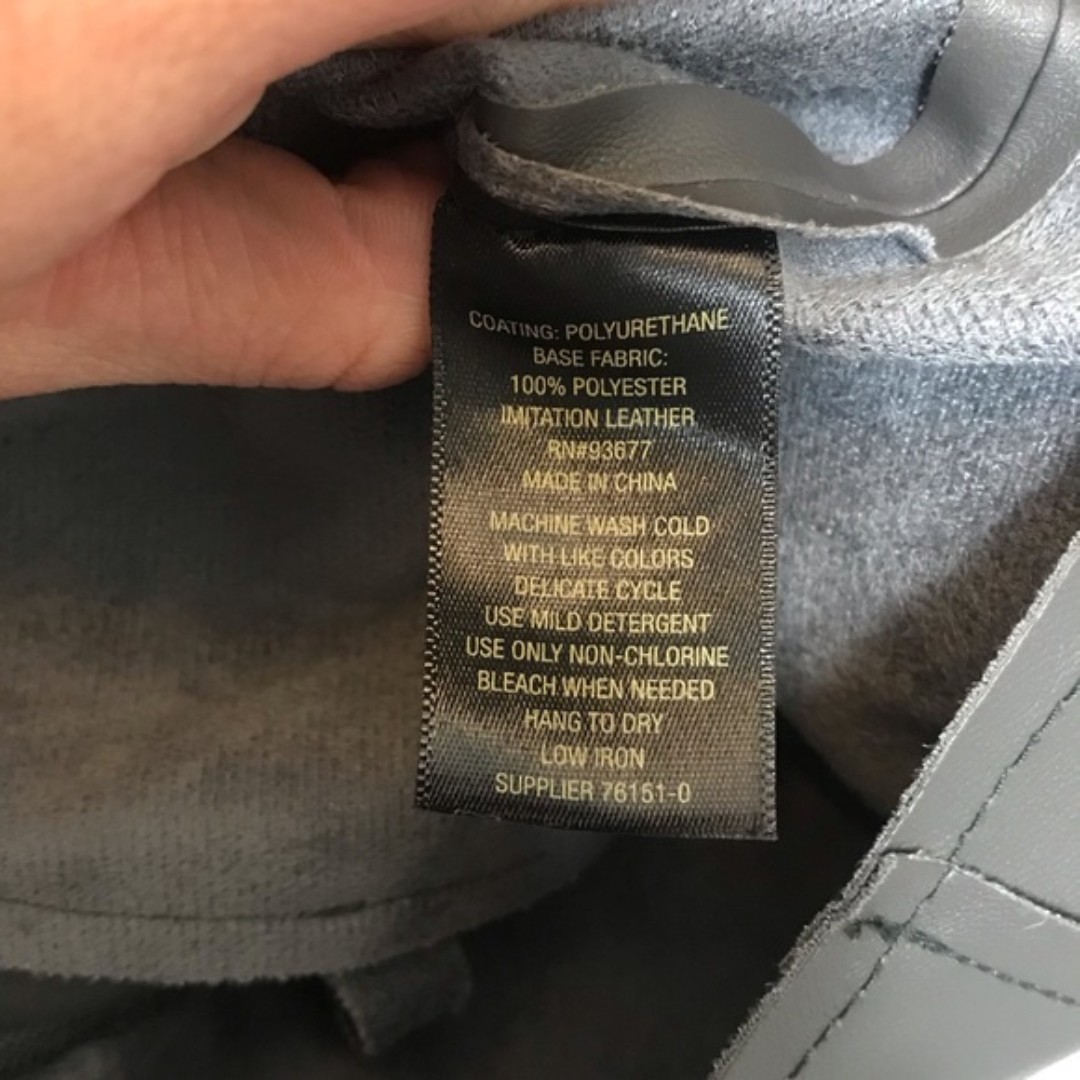 COATING: POLYURETHANE
BASE FABRIC:
100% POLYESTER
IMITATION LEATHER
RN#93677
MADE IN CHINA
MACHINE WASH COLD
WITH LIKE COLORS
DELICATE CYCLE
USE MILD DETERGENT
USE ONLY NON-CHLORINE
BLEACH WHEN NEEDED
HANG TO DRY
LOW IRON
SUPPLIER 76151-0